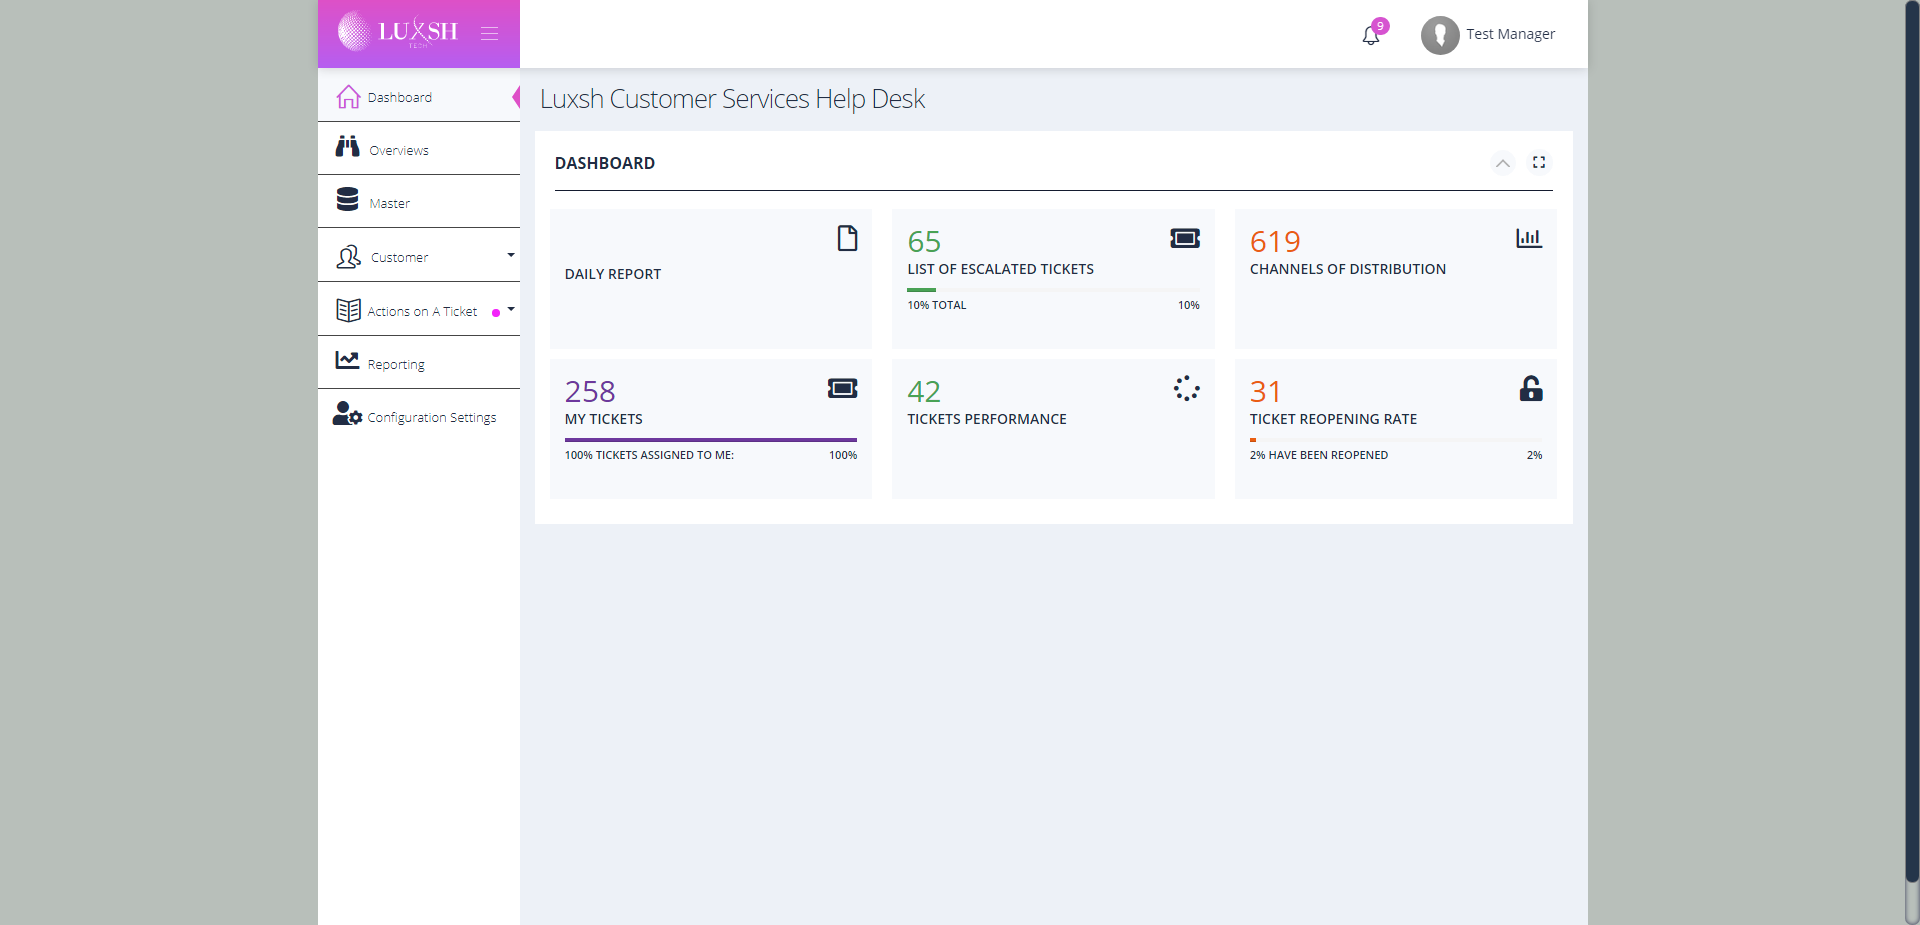 LUXSH
TECH
9
Test Manager
Dashboard
Overviews
Master
Customer
Actions on A Ticket
Reporting
Configuration Settings
Luxsh Customer Services Help Desk
DASHBOARD
DAILY REPORT
65
LIST OF ESCALATED TICKETS
10% TOTAL 10%
619
CHANNELS OF DISTRIBUTION
258
MY TICKETS
100% TICKETS ASSIGNED TO ME: 100%
42
TICKETS PERFORMANCE
31
TICKET REOPENING RATE
2% HAVE BEEN REOPENED 2%